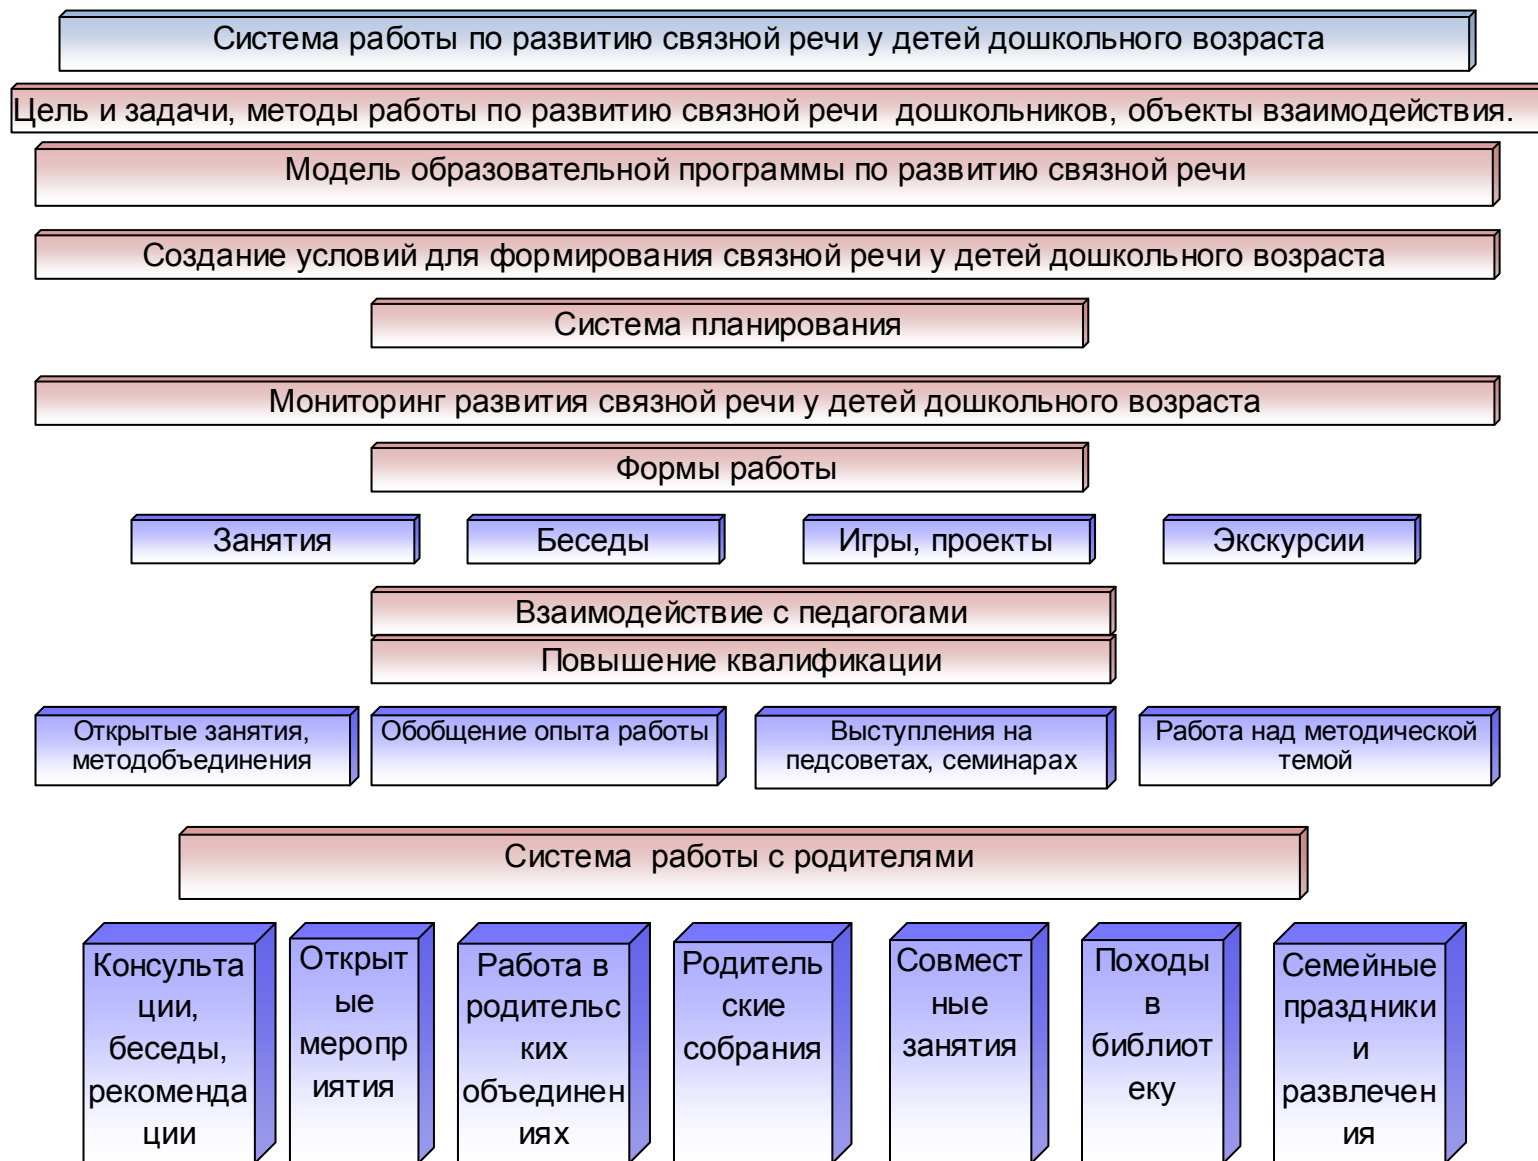 Система работы по развитию связной речи у детей дошкольного возраста
Цель и задачи, методы работы по развитию связной речи  дошкольников, объекты взаимодействия.
Модель образовательной программы по развитию связной речи
Создание условий для формирования связной речи у детей дошкольного возраста
Система планирования
Мониторинг развития связной речи у детей дошкольного возраста
Формы работы
Занятия
Беседы
Игры, проекты
Экскурсии
Взаимодействие с педагогами
Повышение квалификации
Открытые занятия,
методобъединения
Обобщение опыта работы
Выступления на
педсоветах, семинарах
Работа над методической
темой
Система  работы с родителями
Консульта
ции,
беседы,
рекоменда
ции
Открыт
ые
меропр
иятия
Работа в
родительс
ких
объединен
иях
Родитель
ские
собрания
Совмест
ные
занятия
Походы
в
библиот
еку
Семейные
праздники
и
развлечен
ия